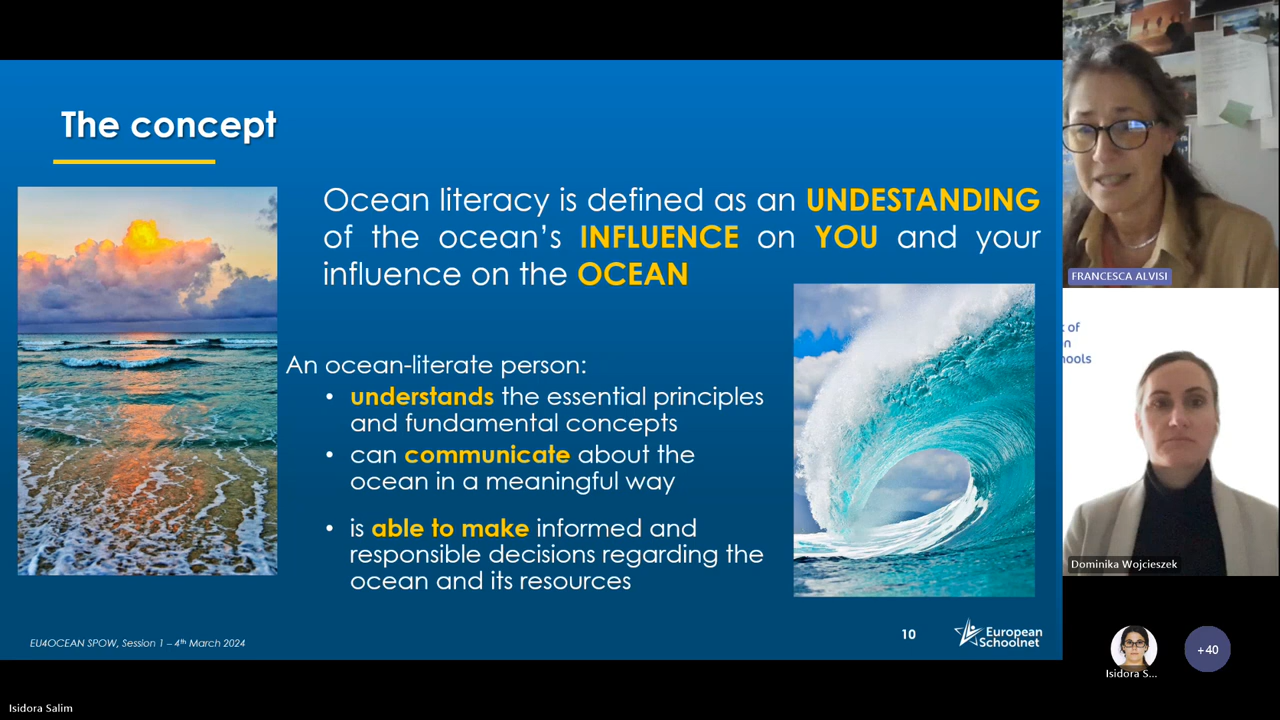 The concept
Ocean literacy is defined as an UNDESTANDING
of the ocean's INFLUENCE on YOU and your
influence on the OCEAN
An ocean-literate person:
• understands the essential principles
and fundamental concepts
• can communicate about the
ocean in a meaningful way
• is able to make informed and
responsible decisions regarding the
ocean and its resources
EU4OCEAN SPOW, Session 1 – 4th March 2024
10
European
Schoolnet
FRANCESCA ALVISI
of
ools
Dominika Wojcieszek
Isidora S...
+40
Isidora Salim